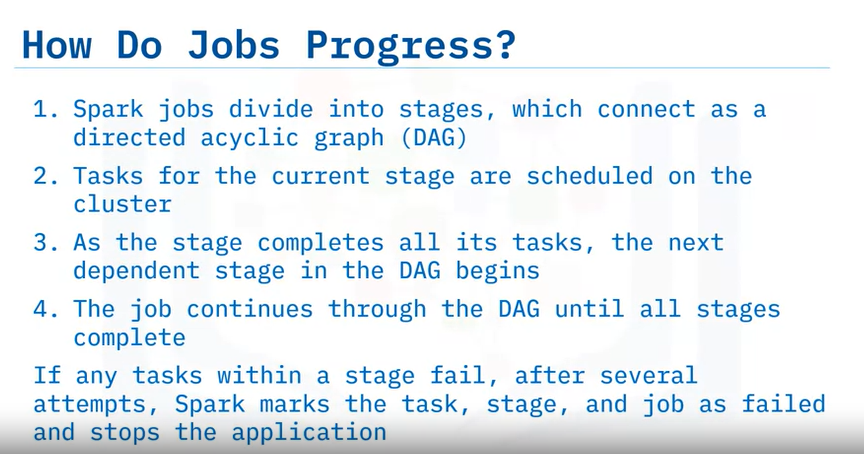 How Do Jobs Progress?
1. Spark jobs divide into stages, which connect as a
directed acyclic graph (DAG)
2. Tasks for the current stage are scheduled on the
cluster
3. As the stage completes all its tasks, the next
dependent stage in the DAG begins
4. The job continues through the DAG until all stages
complete
If any tasks within a stage fail, after several
attempts, Spark marks the task, stage, and job as failed
and stops the application